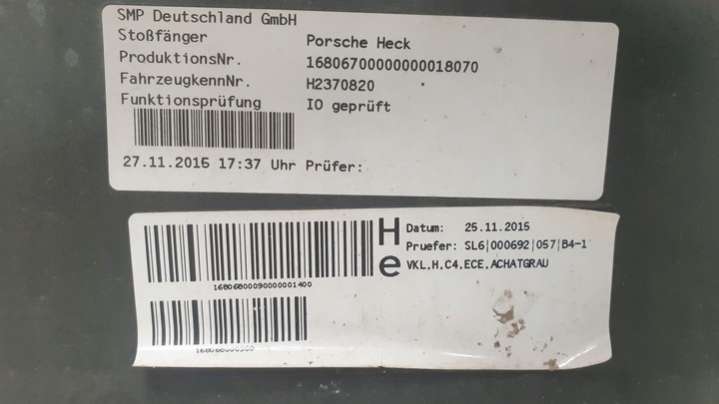 SMP Deutschland GmbH
Stoßfänger Porsche Heck
ProduktionsNr. 16806700000000018070
FahrzeugkennNr. H2370820
Funktionsprüfung IO geprüft
27.11.2015 17:37 Uhr Prüfer:
He
Datum: 25.11.2015
Pruefer: SL6|000692|057|B4-1
VKL.H.C4.ECE.ACHATGRAU
16806800090000001400